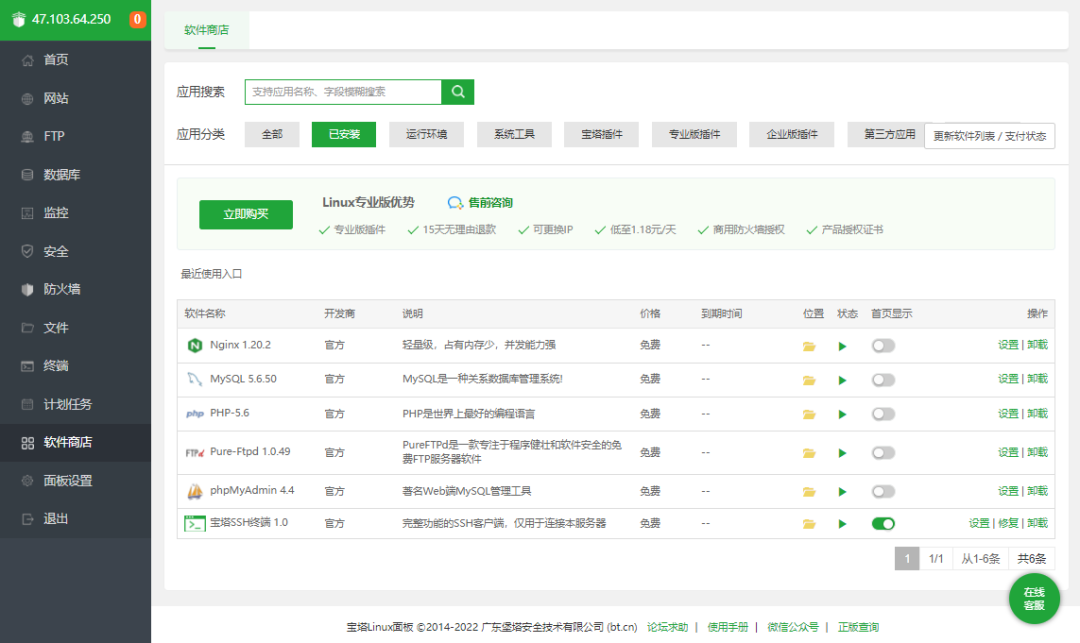 47.103.64.250 0
首页
网站
FTP
数据库
监控
安全
防火墙
文件
终端
计划任务
软件商店
面板设置
退出
软件商店
应用搜索 支持应用名称、字段模糊搜索
应用分类 全部 已安装 运行环境 系统工具 宝塔插件 专业版插件 企业版插件 第三方应用 更新软件列表 / 支付状态
立即购买 Linux专业版优势 售前咨询
专业版插件 15天无理由退款 可更换IP 低至1.18元/天 商用防火墙授权 产品授权证书
最近使用入口
软件名称 开发商 说明 价格 到期时间 位置 状态 首页显示 操作
Nginx 1.20.2 官方 轻量级，占有内存少，并发能力强 免费 -- 设置 | 卸载
MySQL 5.6.50 官方 MySQL是一种关系数据库管理系统! 免费 -- 设置 | 卸载
php PHP-5.6 官方 PHP是世界上最好的编程语言 免费 -- 设置 | 卸载
FTP Pure-Ftpd 1.0.49 官方 PureFTPd是一款专注于程序健壮和软件安全的免 免费 -- 设置 | 卸载
费FTP服务器软件
phpMyAdmin 4.4 官方 著名Web端MySQL管理工具 免费 -- 设置 | 卸载
宝塔SSH终端 1.0 官方 完整功能的SSH客户端，仅用于连接本服务器 免费 -- 设置 | 修复 | 卸载
1 1/1 从1-6条 共6条
在线
客服
宝塔Linux面板 ©2014-2022 广东堡塔安全技术有限公司 (bt.cn) 论坛求助 | 使用手册 | 微信公众号 | 正版查询